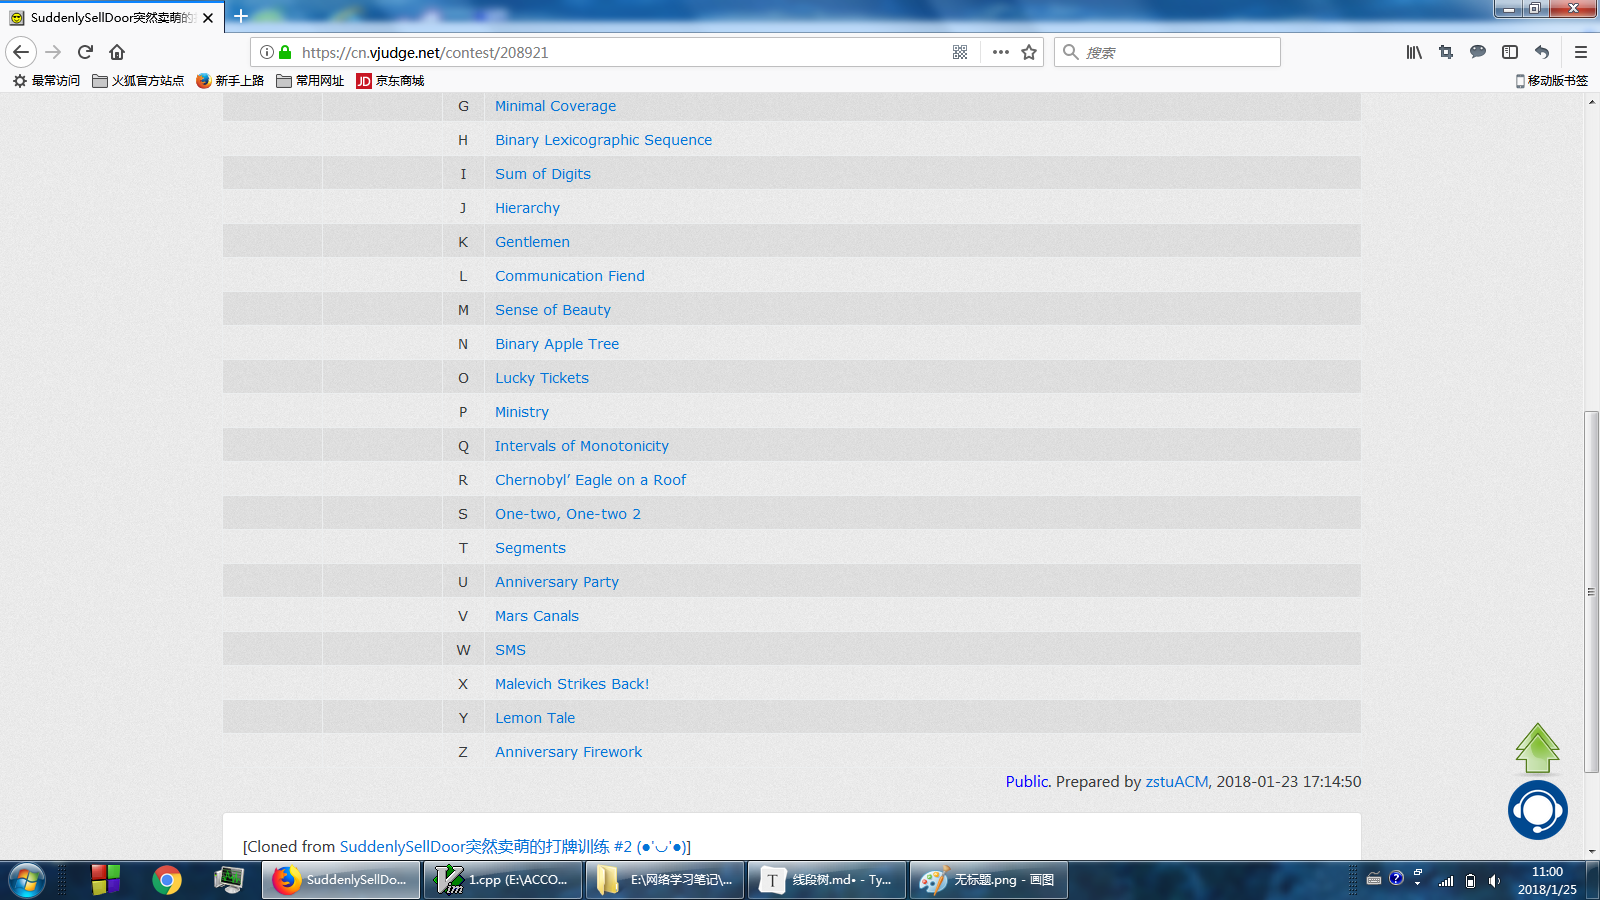 SuddenlySellDoor突然卖萌的
https://cn.vjudge.net/contest/208921
搜索
最常访问 火狐官方站点 新手上路 常用网址 JD 京东商城 移动版书签
G Minimal Coverage
H Binary Lexicographic Sequence
I Sum of Digits
J Hierarchy
K Gentlemen
L Communication Fiend
M Sense of Beauty
N Binary Apple Tree
O Lucky Tickets
P Ministry
Q Intervals of Monotonicity
R Chernobyl’ Eagle on a Roof
S One-two, One-two 2
T Segments
U Anniversary Party
V Mars Canals
W SMS
X Malevich Strikes Back!
Y Lemon Tale
Z Anniversary Firework
Public. Prepared by zstuACM, 2018-01-23 17:14:50
[Cloned from SuddenlySellDoor突然卖萌的打牌训练 #2 (●'◡'●)]
SuddenlySellDo... Vim 1.cpp (E:\ACCO... E:\网络学习笔记\... T 线段树.md• - Ty... 无标题.png - 画图 11:00
2018/1/25